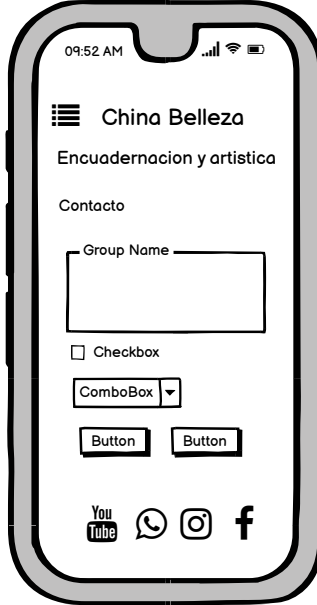 09:52 AM
China Belleza
Encuadernacion y artistica
Contacto
Group Name
Checkbox
ComboBox
Button Button
You
Tube